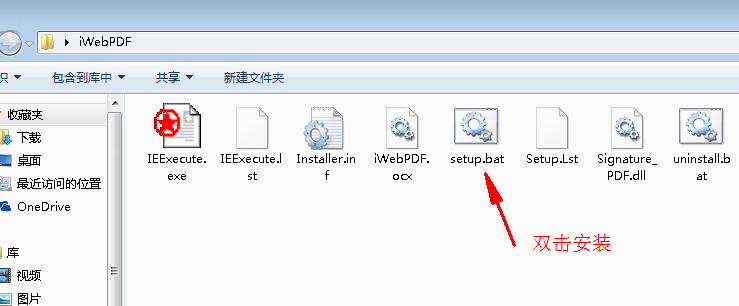 iWebPDF
织
包含到库中
共享
新建文件夹
收藏夹
下载
桌面
最近访问的位置
OneDrive
库
视频
图片
IEExecute.
exe
IEExecute.l
st
Installer.in
f
iWebPDF.
ocx
setup.bat
Setup.Lst
Signature_
PDF.dll
uninstall.b
at
双击安装